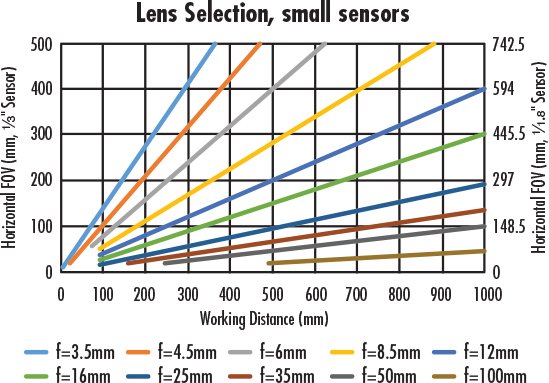 Lens Selection, small sensors
Horizontal FOV (mm, 1/3" Sensor)
500
400
300
200
100
0
742.5
594
445.5
297
148.5
0
Horizontal FOV (mm, 1/1.8" Sensor)
0 100 200 300 400 500 600 700 800 900 1000
Working Distance (mm)
f=3.5mm f=4.5mm f=6mm f=8.5mm f=12mm
f=16mm f=25mm f=35mm f=50mm f=100mm